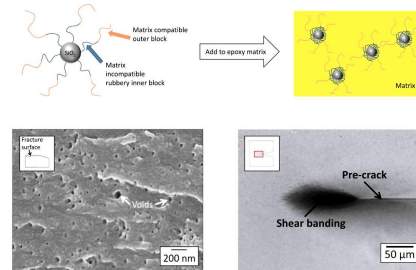 Matrix compatible
outer block
SiO₂
Matrix
incompatible
rubbery inner block
Add to epoxy matrix
Matrix
Fracture
surface
Voids
200 nm
Pre-crack
Shear banding
50 µm